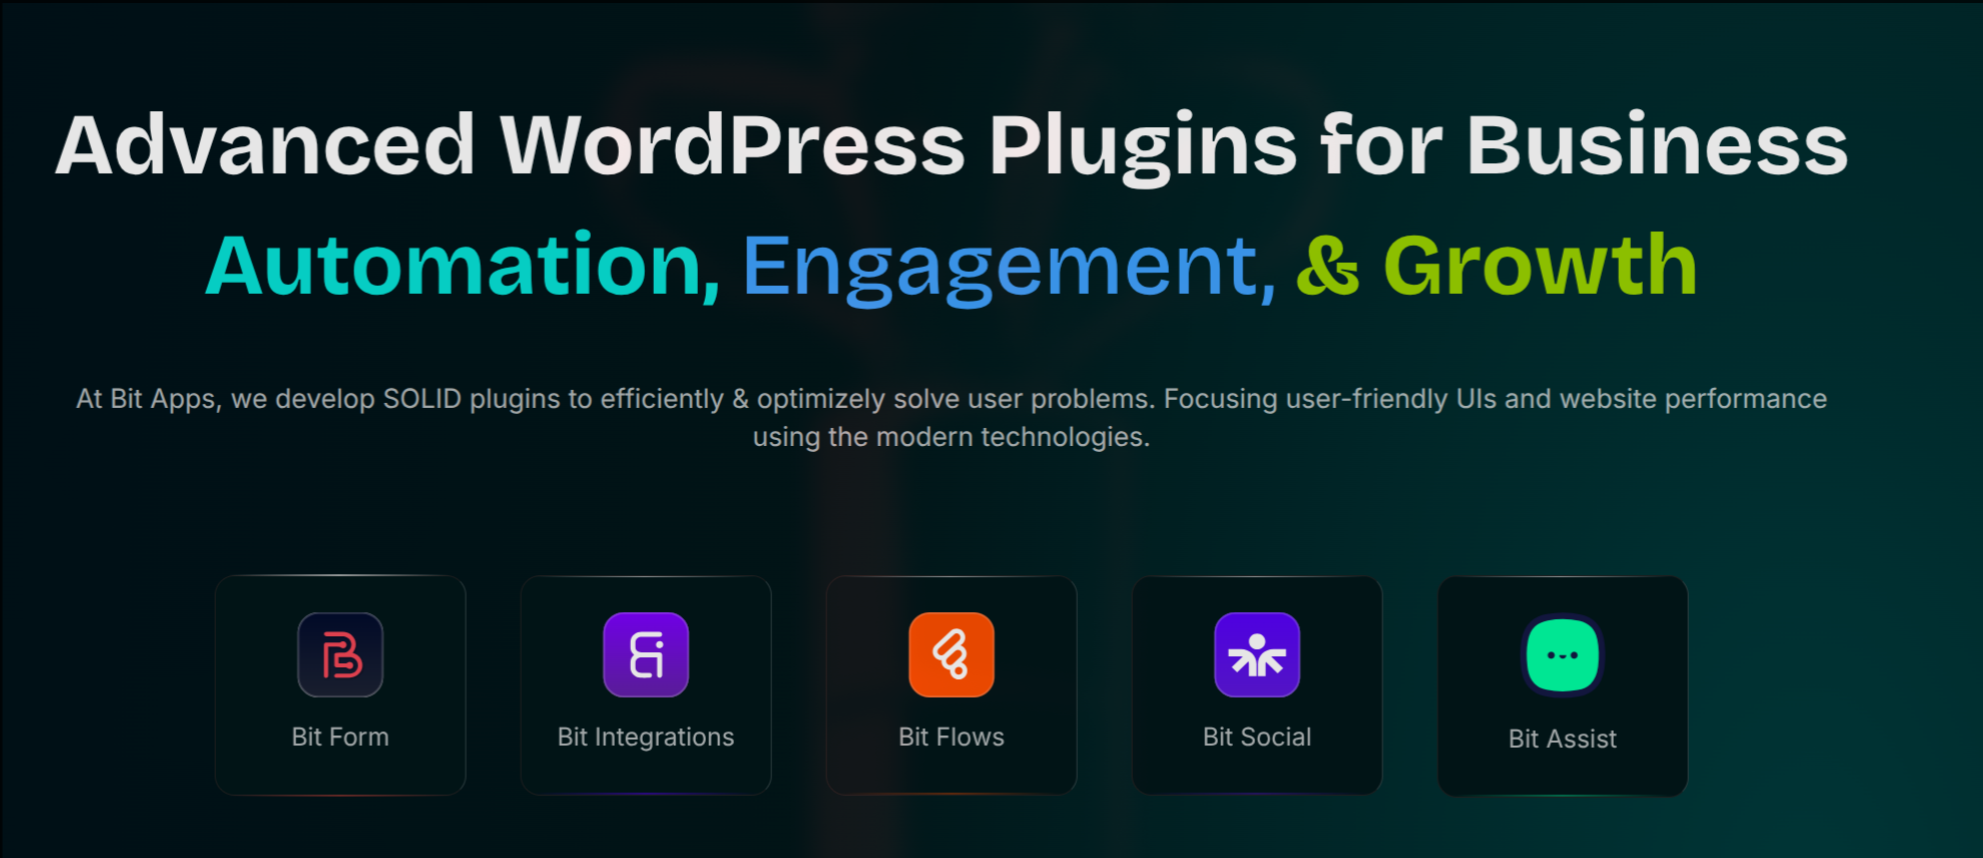 Advanced WordPress Plugins for Business
Automation, Engagement, & Growth
At Bit Apps, we develop SOLID plugins to efficiently & optimizely solve user problems. Focusing user-friendly UIs and website performance
using the modern technologies.
Bit Form
Bit Integrations
Bit Flows
Bit Social
Bit Assist